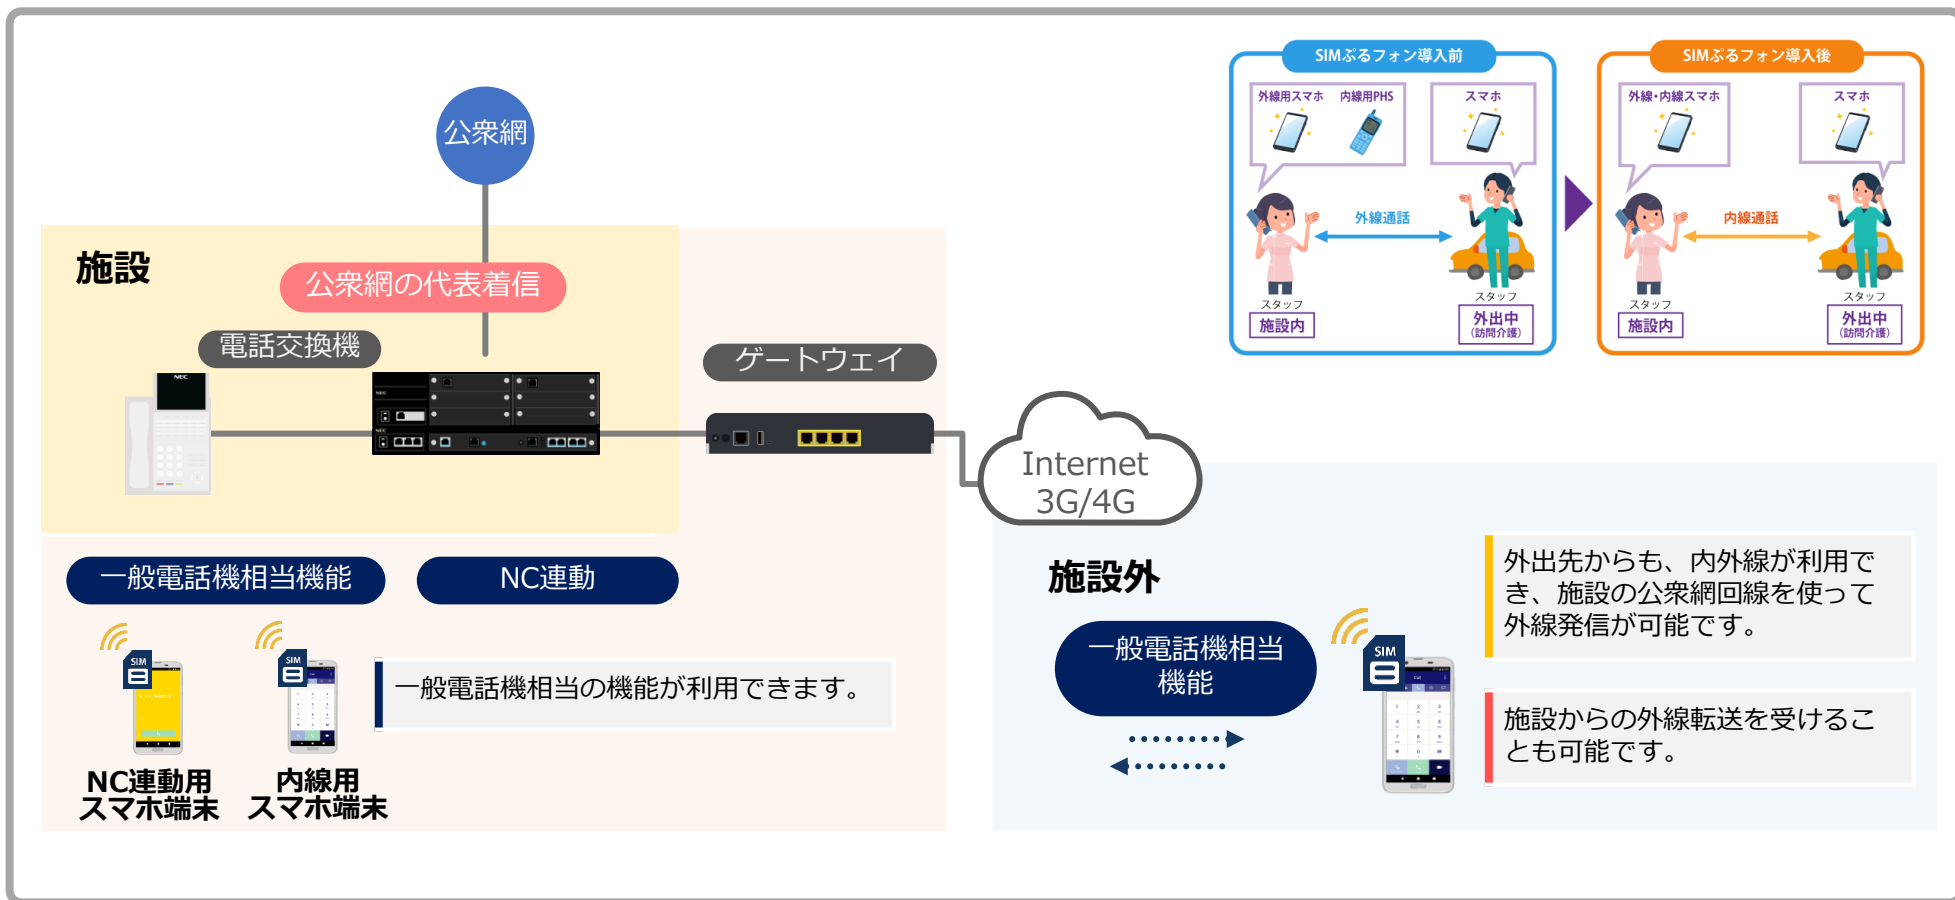 SIMぷるフォン導入前
外線用スマホ
内線用PHS
スマホ
外線通話
スタッフ
施設内
スタッフ
外出中
(訪問介護)
SIMぷるフォン導入後
外線・内線スマホ
スマホ
内線通話
スタッフ
施設内
スタッフ
外出中
(訪問介護)
公衆網
施設
公衆網の代表着信
電話交換機
ゲートウェイ
NEC
NEC
NEC
Internet
3G/4G
一般電話機相当機能
NC連動
SIM
SIM
一般電話機相当の機能が利用できます。
NC連動用
スマホ端末
内線用
スマホ端末
施設外
一般電話機相当
機能
SIM
外出先からも、内外線が利用で
き、施設の公衆網回線を使って
外線発信が可能です。
施設からの外線転送を受けるこ
とも可能です。